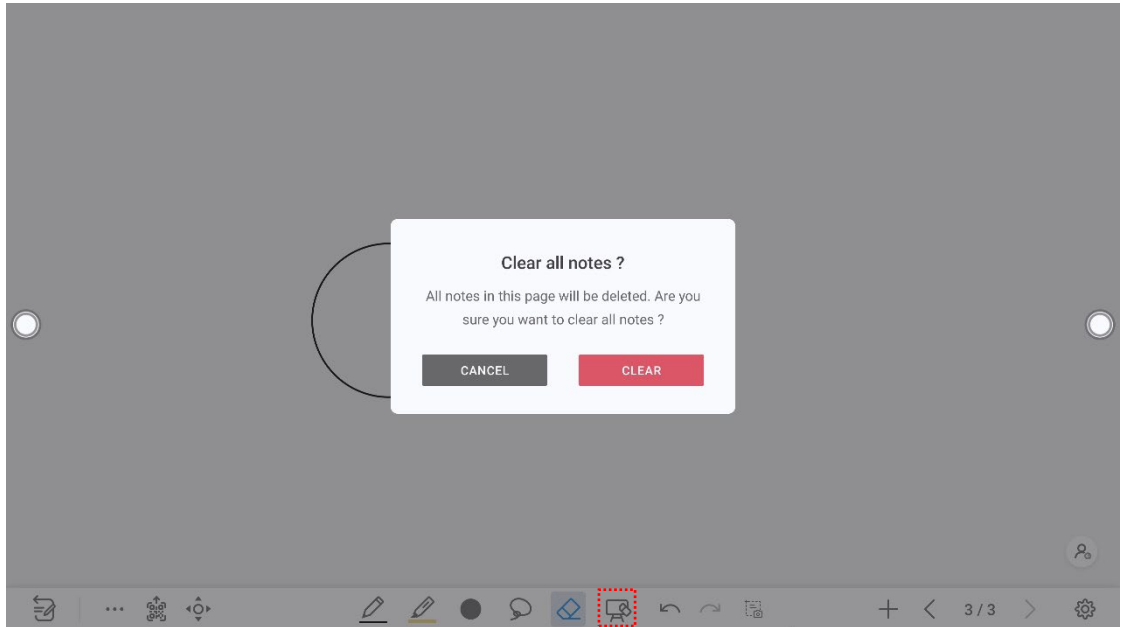 Clear all notes ?
All notes in this page will be deleted. Are you
sure you want to clear all notes ?
CANCEL CLEAR
3 / 3